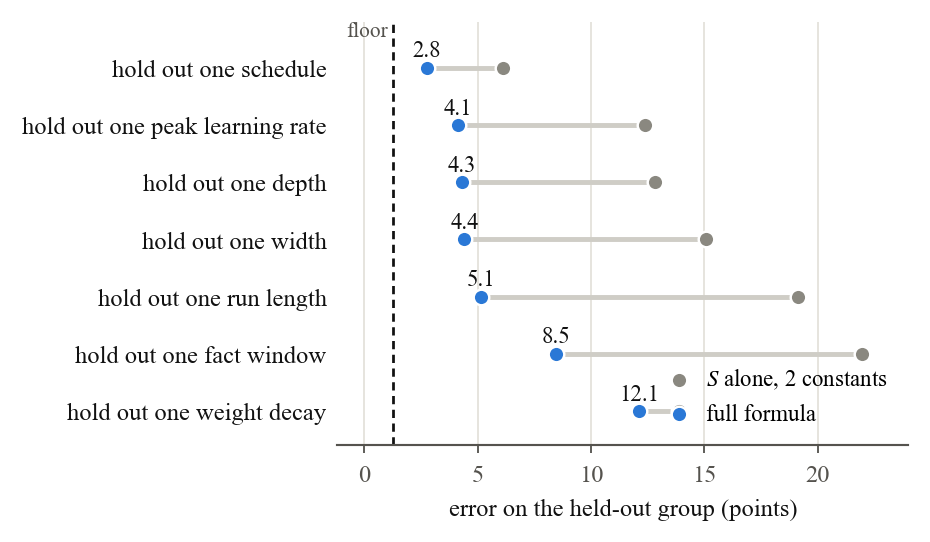 floor
2.8
hold out one schedule
4.1
hold out one peak learning rate
4.3
hold out one depth
4.4
hold out one width
5.1
hold out one run length
8.5
hold out one fact window
S alone, 2 constants
12.1
hold out one weight decay
full formula
0 5 10 15 20
error on the held-out group (points)